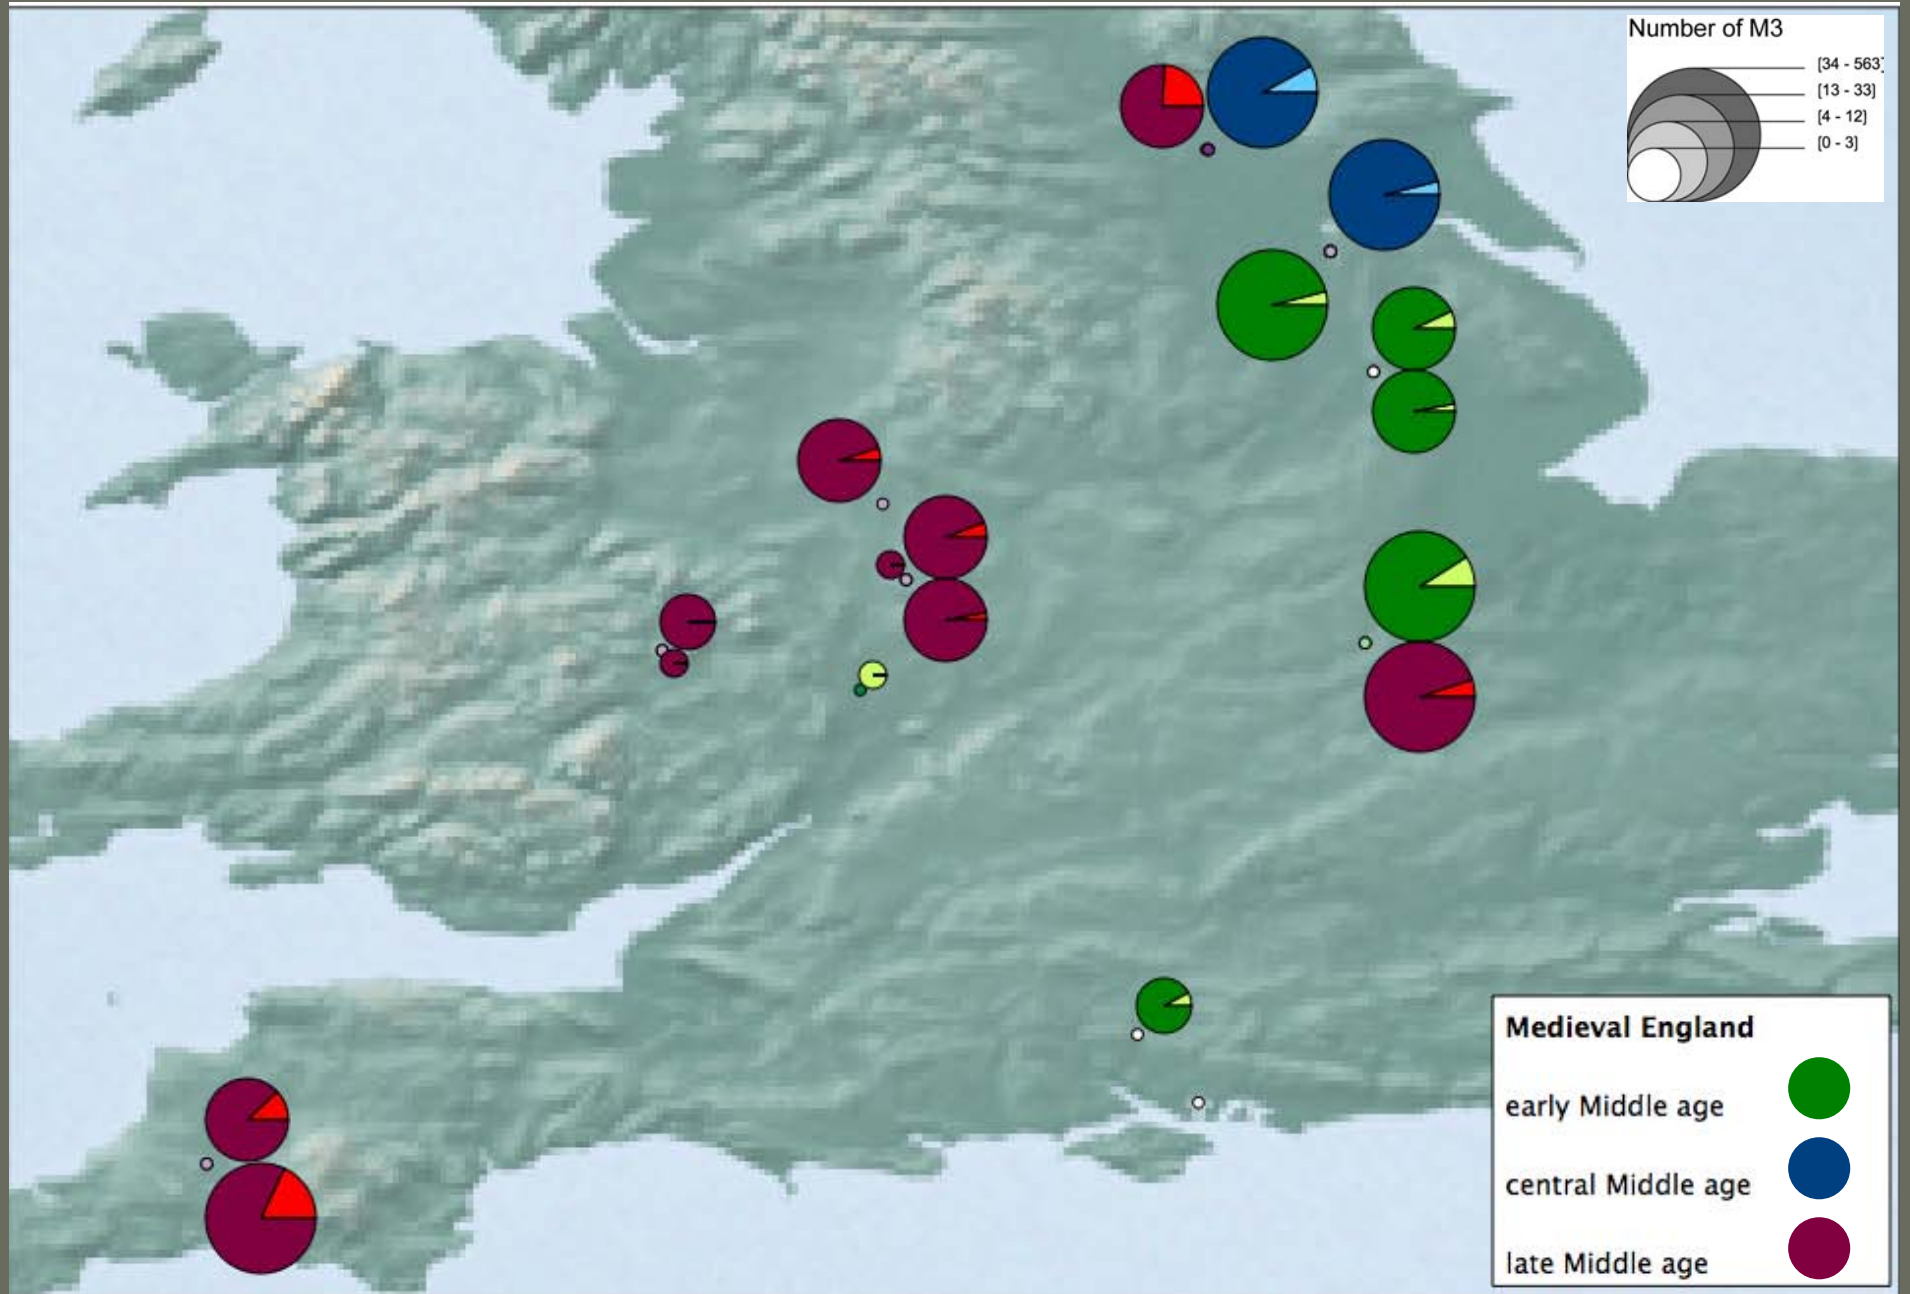 Number of M3
[34 - 563]
[13 - 33]
[4 - 12]
[0 - 3]
Medieval England
early Middle age
central Middle age
late Middle age